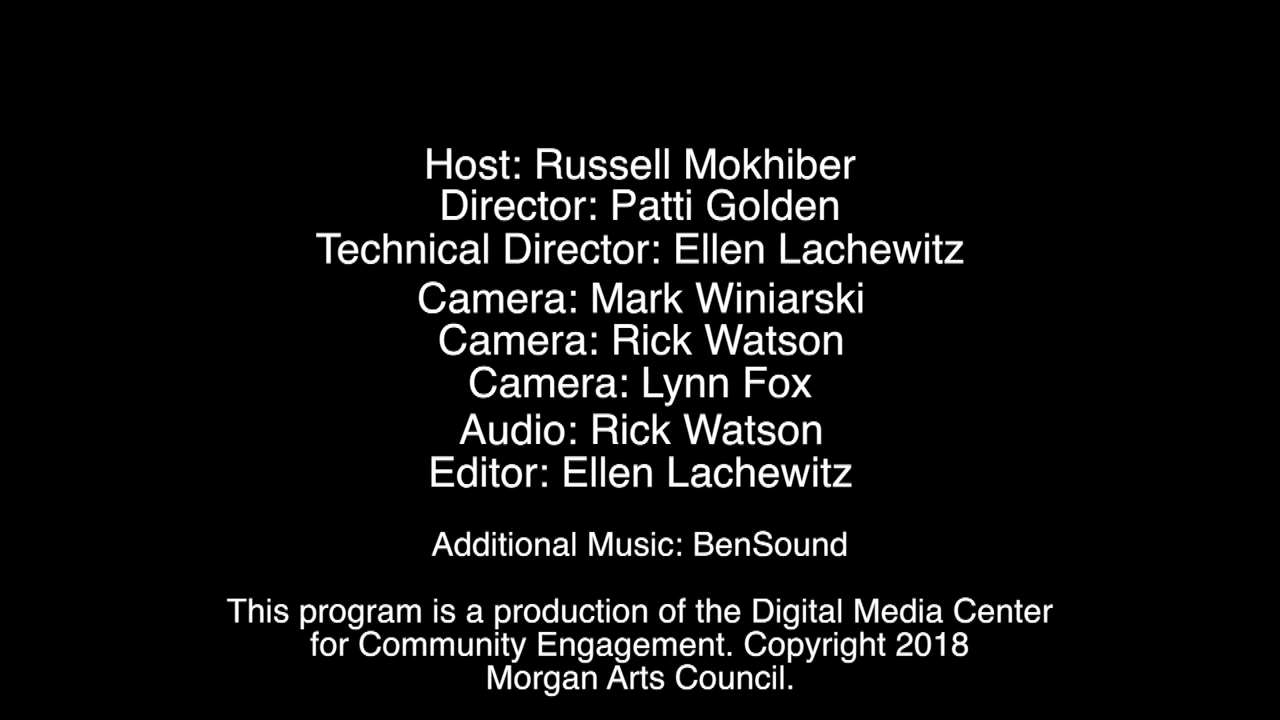 Host: Russell Mokhiber
Director: Patti Golden
Technical Director: Ellen Lachewitz
Camera: Mark Winiarski
Camera: Rick Watson
Camera: Lynn Fox
Audio: Rick Watson
Editor: Ellen Lachewitz
Additional Music: BenSound
This program is a production of the Digital Media Center
for Community Engagement. Copyright 2018
Morgan Arts Council.